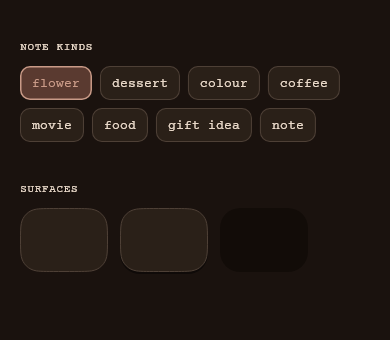 NOTE KINDS
flower dessert colour coffee
movie food gift idea note
SURFACES